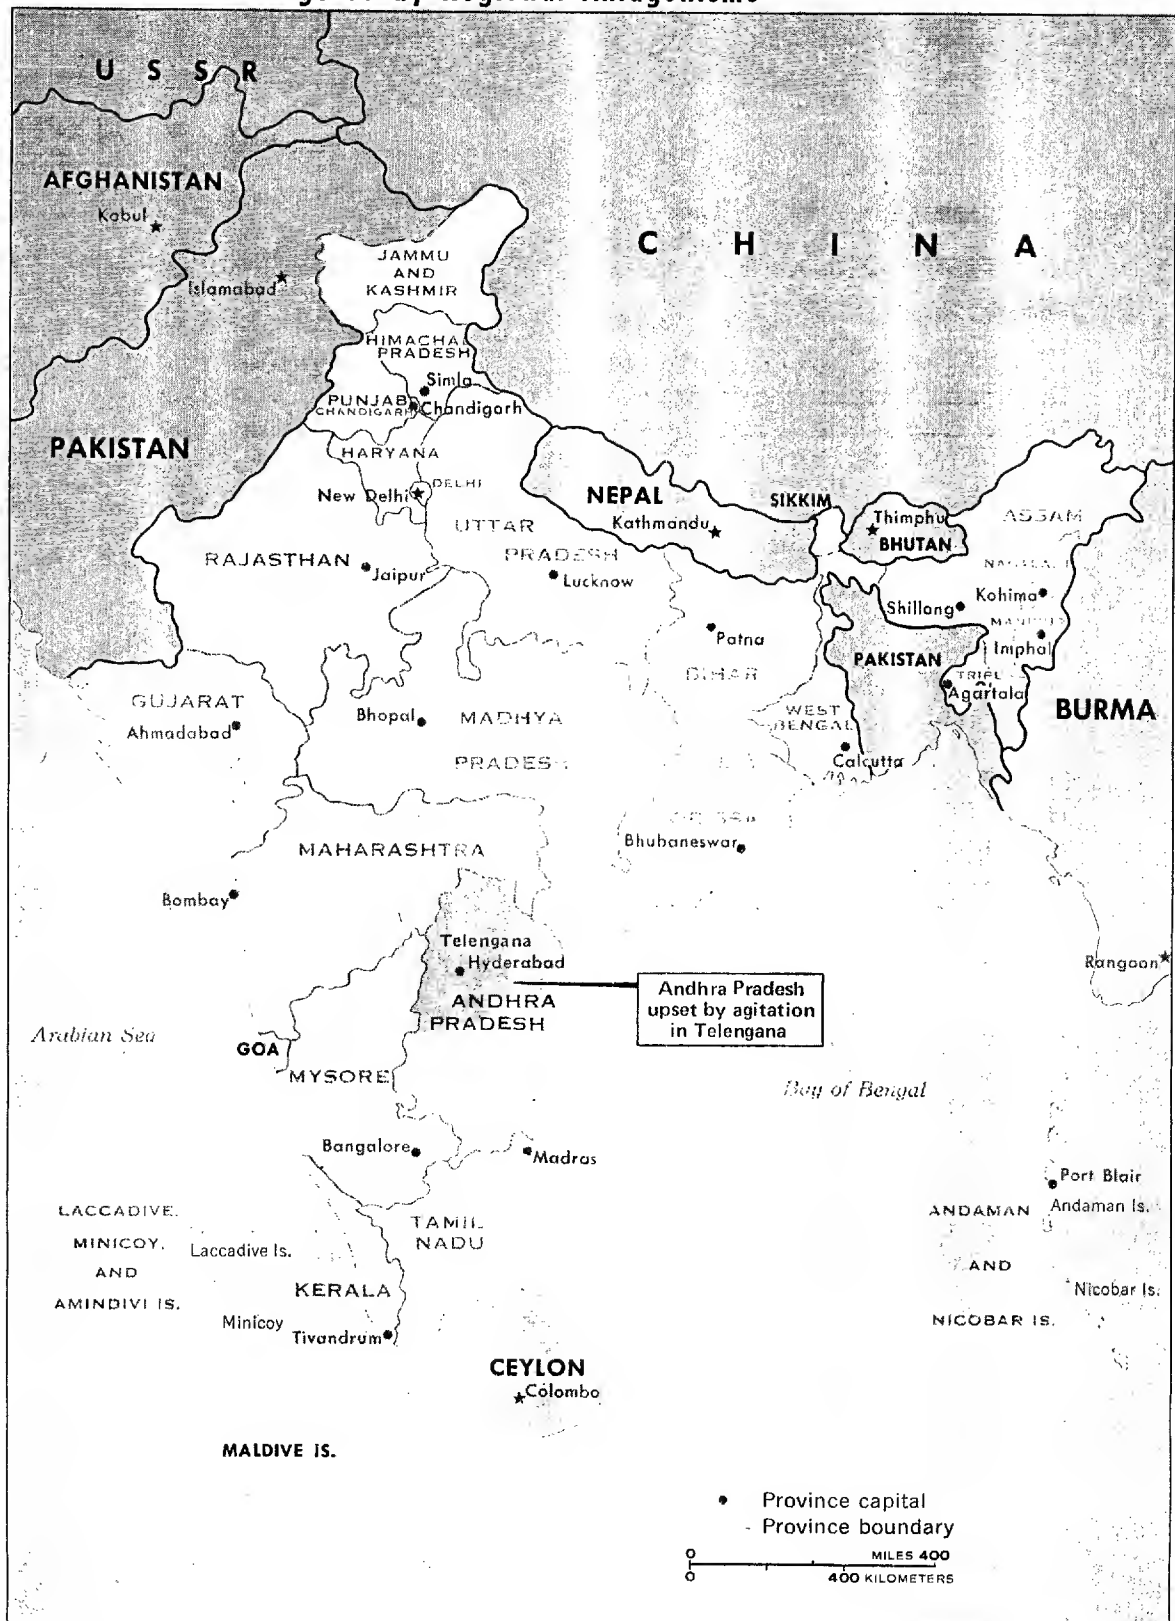 by Regional Antagonisms
U S S R
AFGHANISTAN
Kabul
Islamabad
C H I N A
JAMMU
AND
KASHMIR
HIMACHAL
PRADESH
Simla
PUNJAB
CHANDIGARH
Chandigarh
PAKISTAN
HARYANA
DELHI
New Delhi
NEPAL
Kathmandu
SIKKIM
Thimphu
BHUTAN
ASSAM
UTTAR
PRADESH
RAJASTHAN
Jaipur
Lucknow
Kohima
Shillong
Patna
Imphal
PAKISTAN
BIHAR
Agartala
GUJARAT
Ahmadabad
Bhopal
MADHYA
PRADESH
WEST
BENGAL
Calcutta
BURMA
MAHARASHTRA
Bhubaneswar
Bombay
Telengana
Hyderabad
Rangoon
ANDHRA
PRADESH
Andhra Pradesh
upset by agitation
in Telengana
Arabian Sea
GOA
MYSORE
Bay of Bengal
Bangalore
Madras
Port Blair
LACCADIVE,
MINICOY,
AND
AMINDIVI IS.
Laccadive Is.
TAMIL
NADU
ANDAMAN
AND
NICOBAR IS.
Andaman Is.
Nicobar Is.
KERALA
Minicoy
Tivandrum
CEYLON
Colombo
MALDIVE IS.
Province capital
Province boundary
0 MILES 400
0 400 KILOMETERS